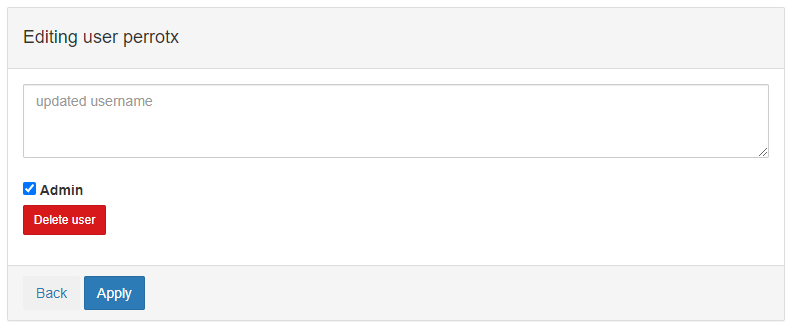 Editing user perrotx
updated username
Admin
Delete user
Back Apply